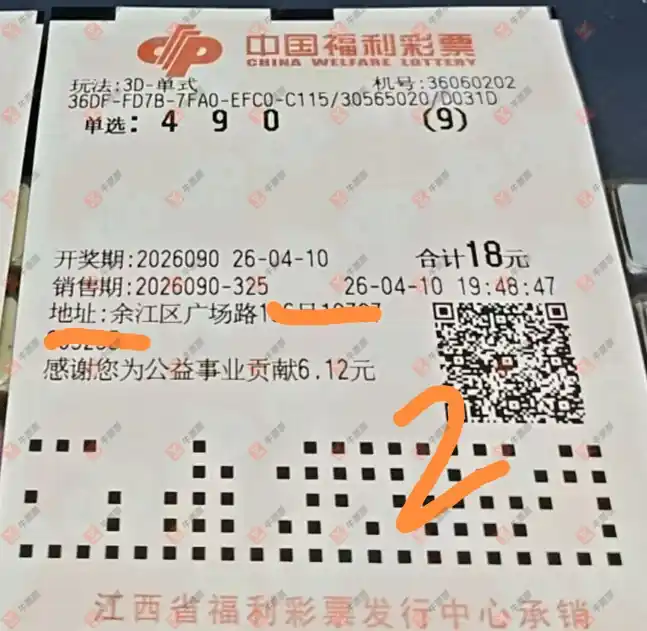 中国福利彩票
CHINA WELFARE LOTTERY
玩法:3D-单式 机号:36060202
36DF-FD7B-7FA0-EFC0-C115/30565020/D031D
单选: 4 9 0 (9)
开奖期:2026090 26-04-10 合计18元
销售期:2026090-325 26-04-10 19:48:47
地址:余江区广场路
感谢您为公益事业贡献6.12元
2
江西省福利彩票发行中心承销